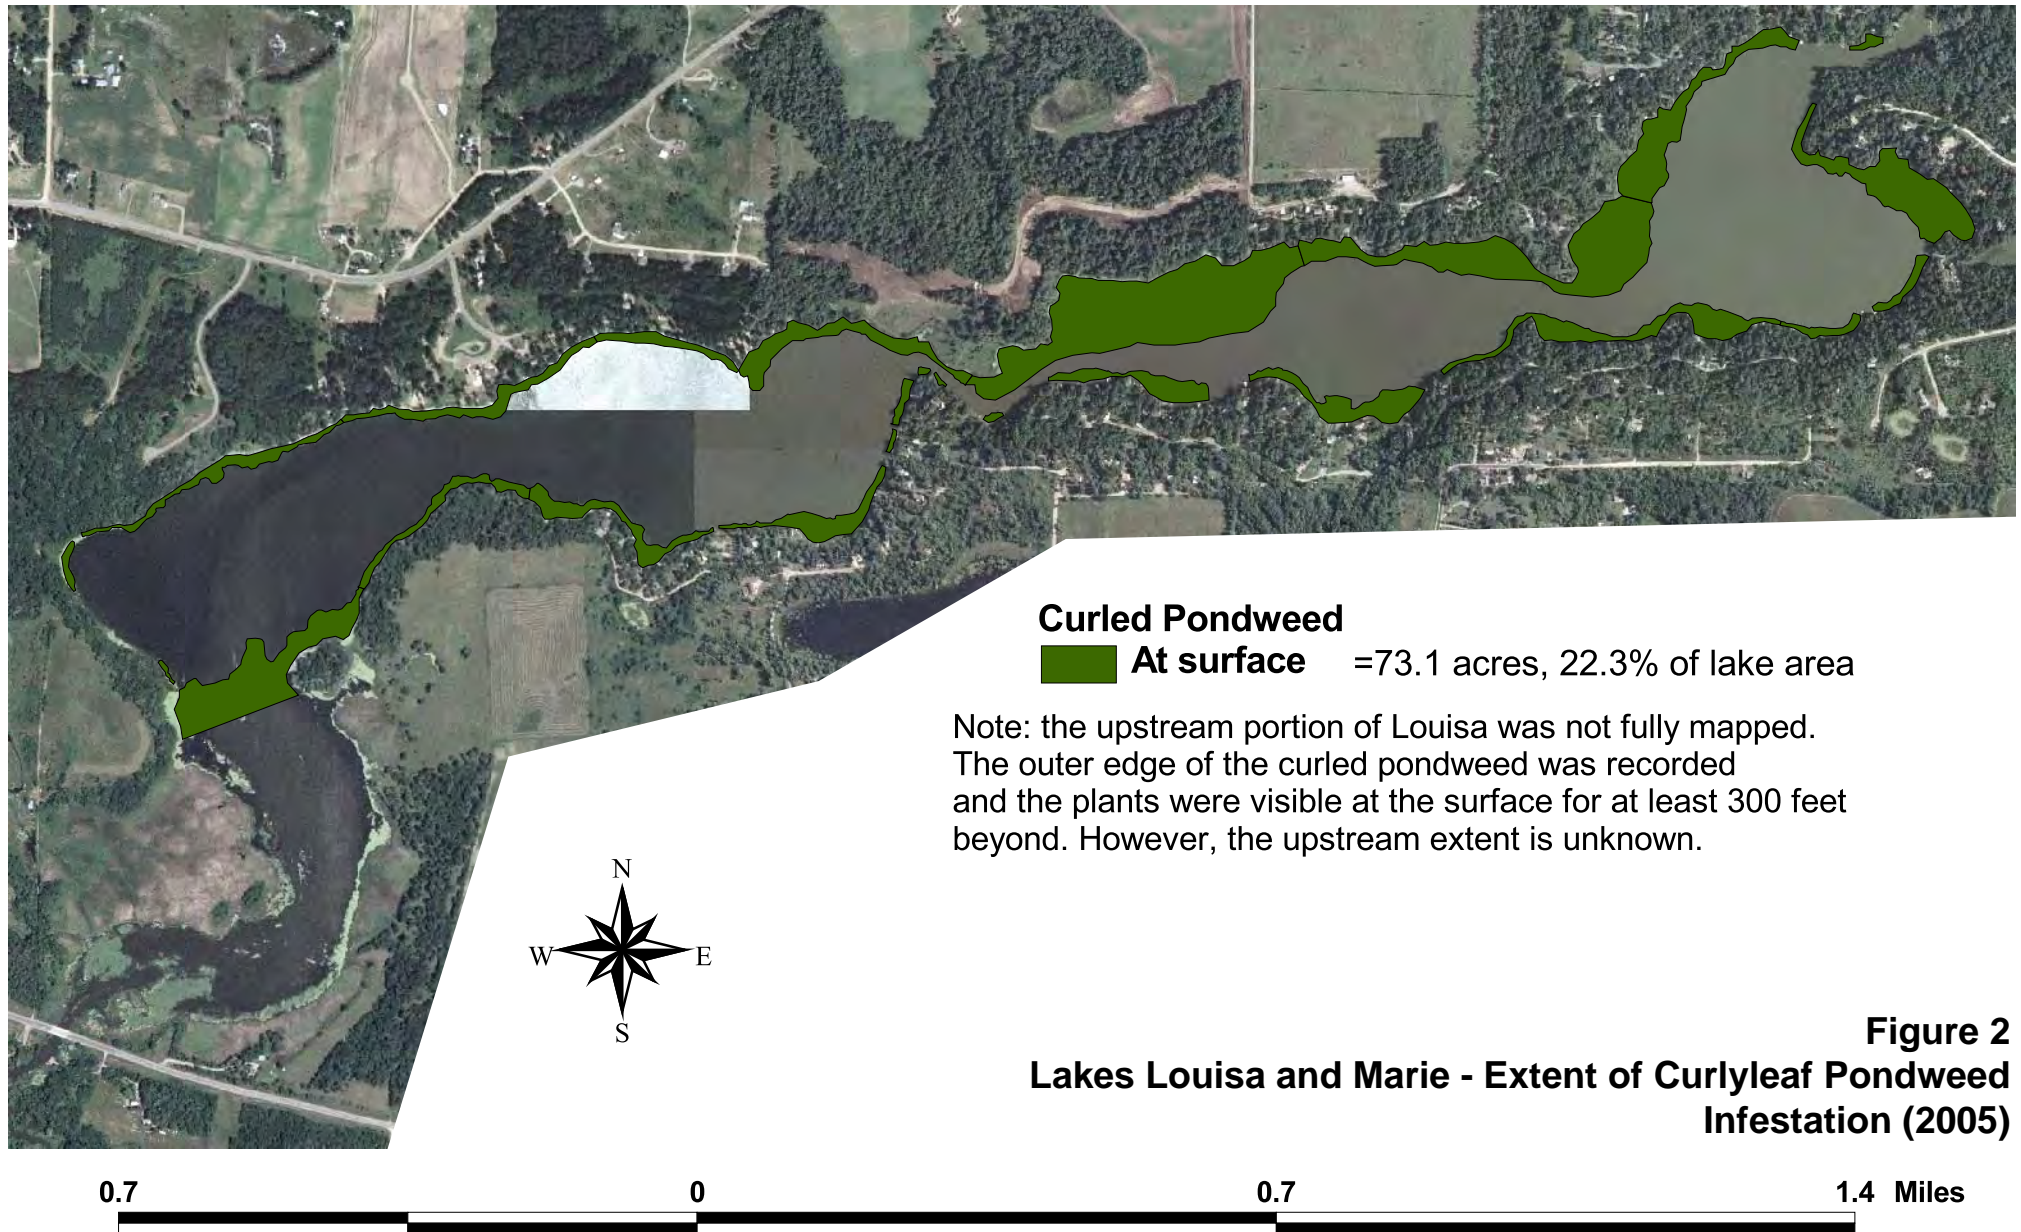 Curled Pondweed
At surface =73.1 acres, 22.3% of lake area
Note: the upstream portion of Louisa was not fully mapped.
The outer edge of the curled pondweed was recorded
and the plants were visible at the surface for at least 300 feet
beyond. However, the upstream extent is unknown.
N
W E
S
Figure 2
Lakes Louisa and Marie - Extent of Curlyleaf Pondweed
Infestation (2005)
0.7 0 0.7 1.4 Miles